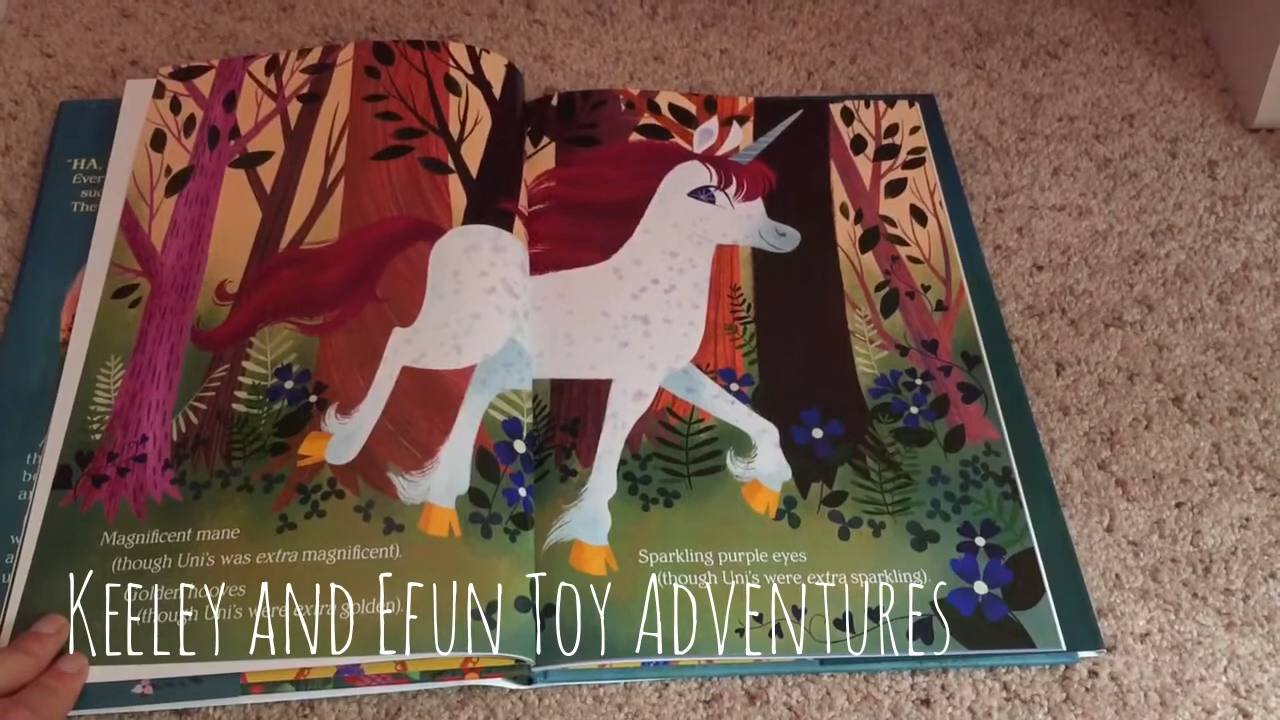 "HA,
Ever
suc
The
Magnificent mane
(though Uni's was extra magnificent).
Golden hooves
(though Uni's were extra golden).
Sparkling purple eyes
(though Uni's were extra sparkling).
KEELEY AND EFUN TOY ADVENTURES